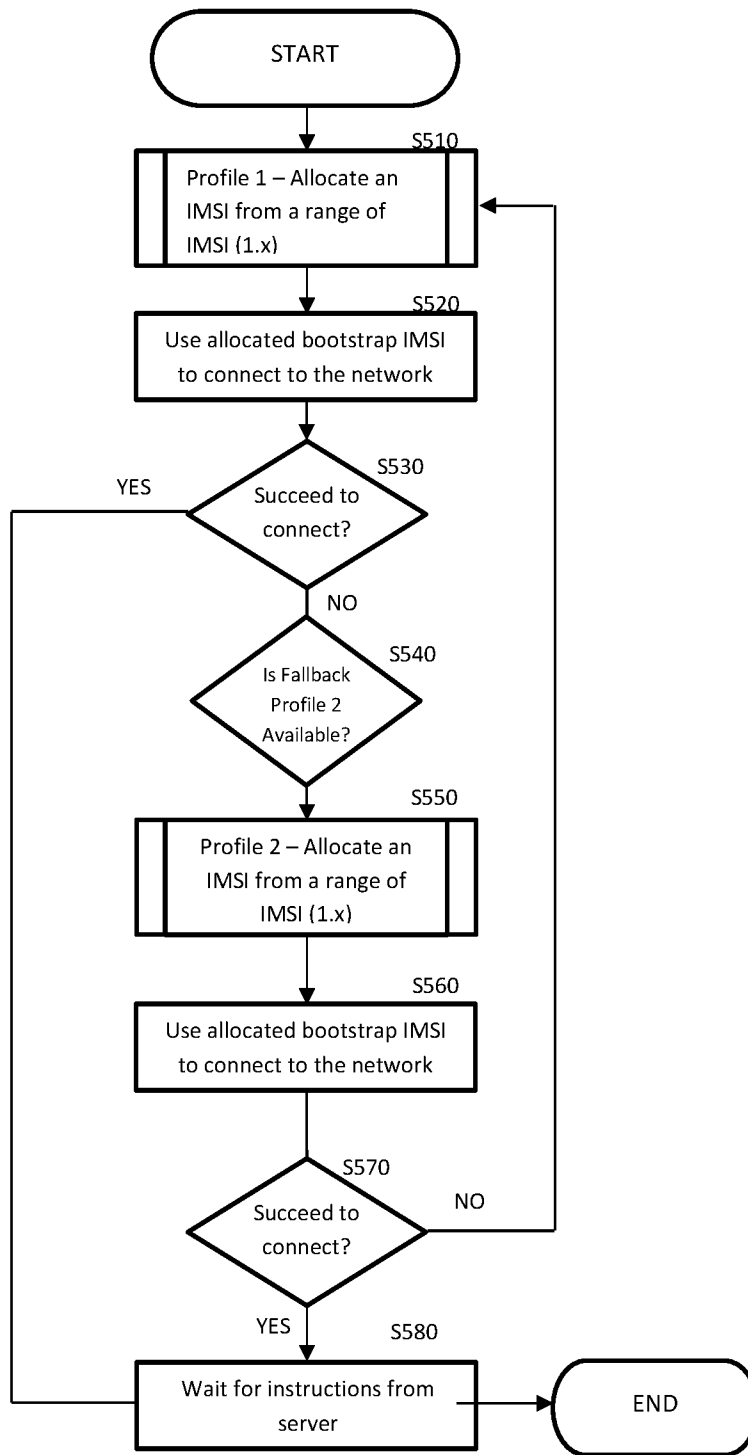 START
S510
Profile 1 – Allocate an
IMSI from a range of
IMSI (1.x)
S520
Use allocated bootstrap IMSI
to connect to the network
S530
YES
Succeed to
connect?
NO
S540
Is Fallback
Profile 2
Available?
S550
Profile 2 – Allocate an
IMSI from a range of
IMSI (1.x)
S560
Use allocated bootstrap IMSI
to connect to the network
S570
Succeed to
connect?
NO
YES
S580
Wait for instructions from
server
END